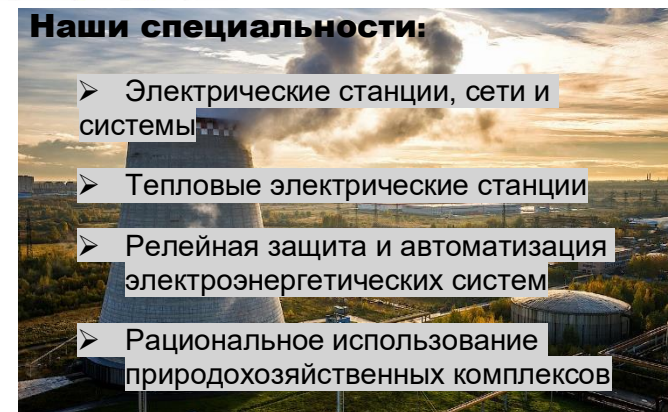 Наши специальности:
➢ Электрические станции, сети и
системы
➢ Тепловые электрические станции
➢ Релейная защита и автоматизация
электроэнергетических систем
➢ Рациональное использование
природохозяйственных комплексов